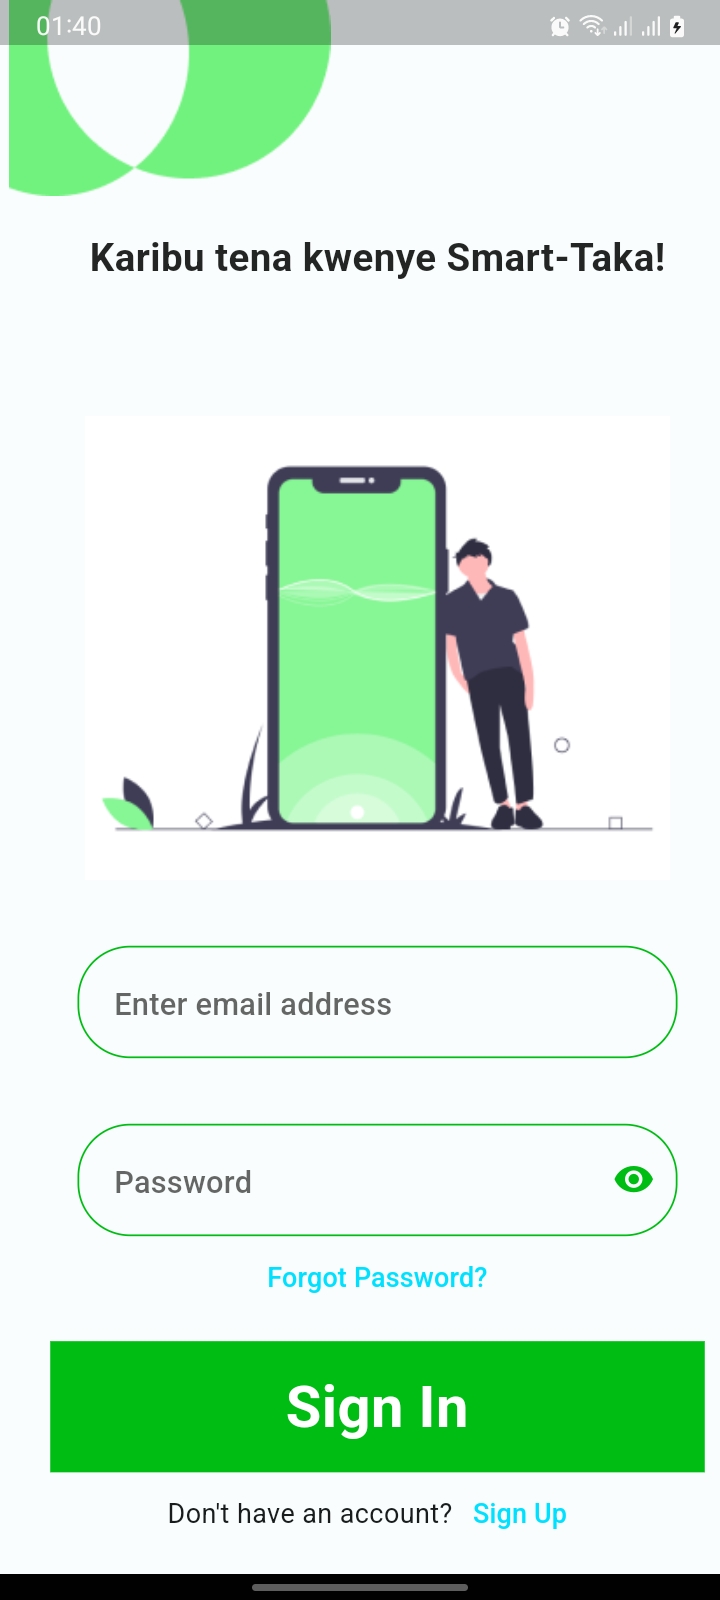 01:40
Karibu tena kwenye Smart-Taka!
Enter email address
Password
Forgot Password?
Sign In
Don't have an account? Sign Up